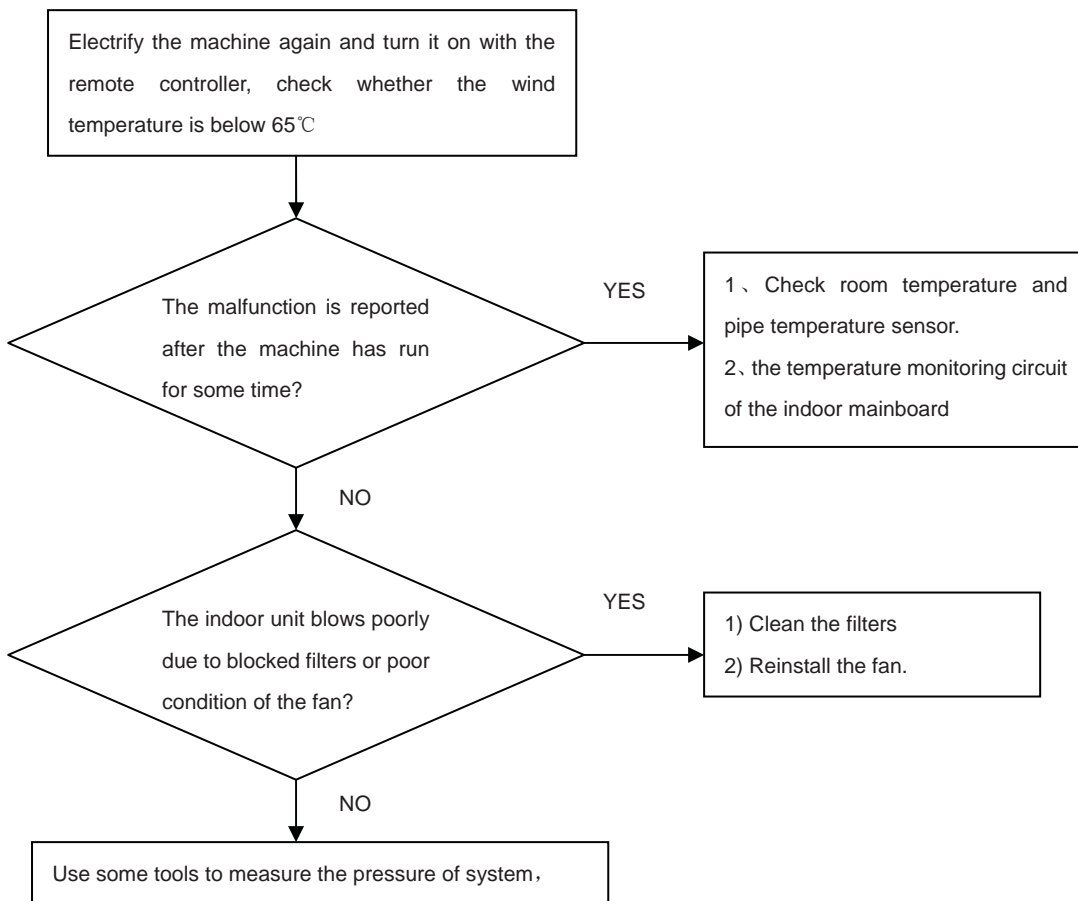 Electrify the machine again and turn it on with the
remote controller, check whether the wind
temperature is below 65℃
The malfunction is reported
after the machine has run
for some time?
YES
1、Check room temperature and
pipe temperature sensor.
2、the temperature monitoring circuit
of the indoor mainboard
NO
The indoor unit blows poorly
due to blocked filters or poor
condition of the fan?
YES
1) Clean the filters
2) Reinstall the fan.
NO
Use some tools to measure the pressure of system，